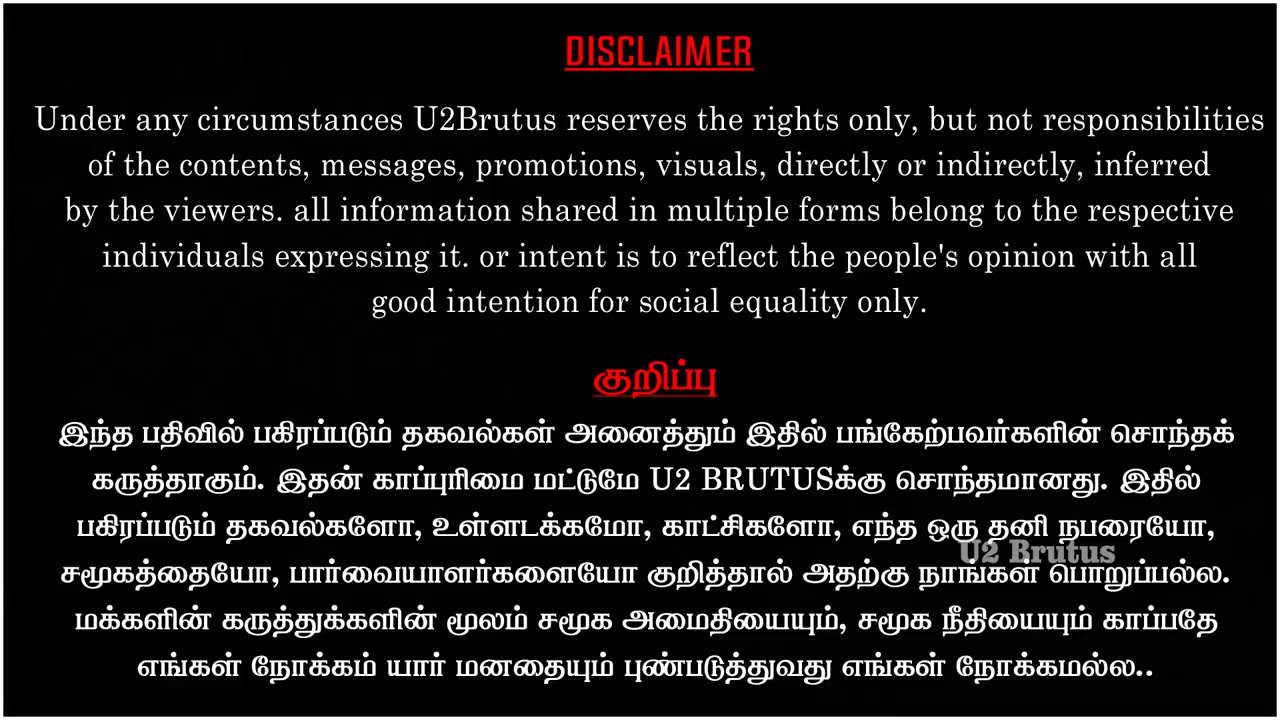 DISCLAIMER
Under any circumstances U2Brutus reserves the rights only, but not responsibilities
of the contents, messages, promotions, visuals, directly or indirectly, inferred
by the viewers. all information shared in multiple forms belong to the respective
individuals expressing it. or intent is to reflect the people's opinion with all
good intention for social equality only.
குறிப்பு
இந்த பதிவில் பகிரப்படும் தகவல்கள் அனைத்தும் இதில் பங்கேற்பவர்களின் சொந்தக்
கருத்தாகும். இதன் காப்புரிமை மட்டுமே U2 BRUTUSக்கு சொந்தமானது. இதில்
பகிரப்படும் தகவல்களோ, உள்ளடக்கமோ, காட்சிகளோ, எந்த ஒரு தனி நபரையோ,
U2 Brutus
சமூகத்தையோ, பார்வையாளர்களையோ குறித்தால் அதற்கு நாங்கள் பொறுப்பல்ல.
மக்களின் கருத்துக்களின் மூலம் சமூக அமைதியையும், சமூக நீதியையும் காப்பதே
எங்கள் நோக்கம் யார் மனதையும் புண்படுத்துவது எங்கள் நோக்கமல்ல..